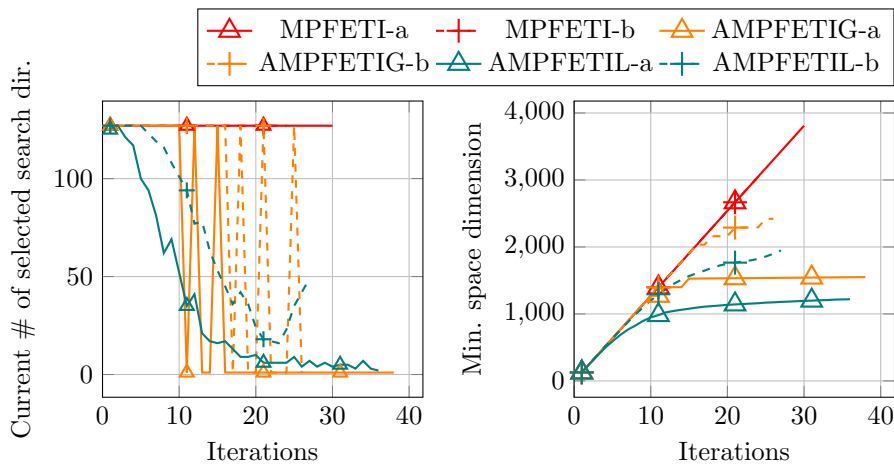 MPFETI-a MPFETI-b AMPFETIG-a
AMPFETIG-b AMPFETIL-a AMPFETIL-b
Current # of selected search dir.
100
50
0
0 10 20 30 40
Iterations
Min. space dimension
4,000
3,000
2,000
1,000
0
0 10 20 30 40
Iterations